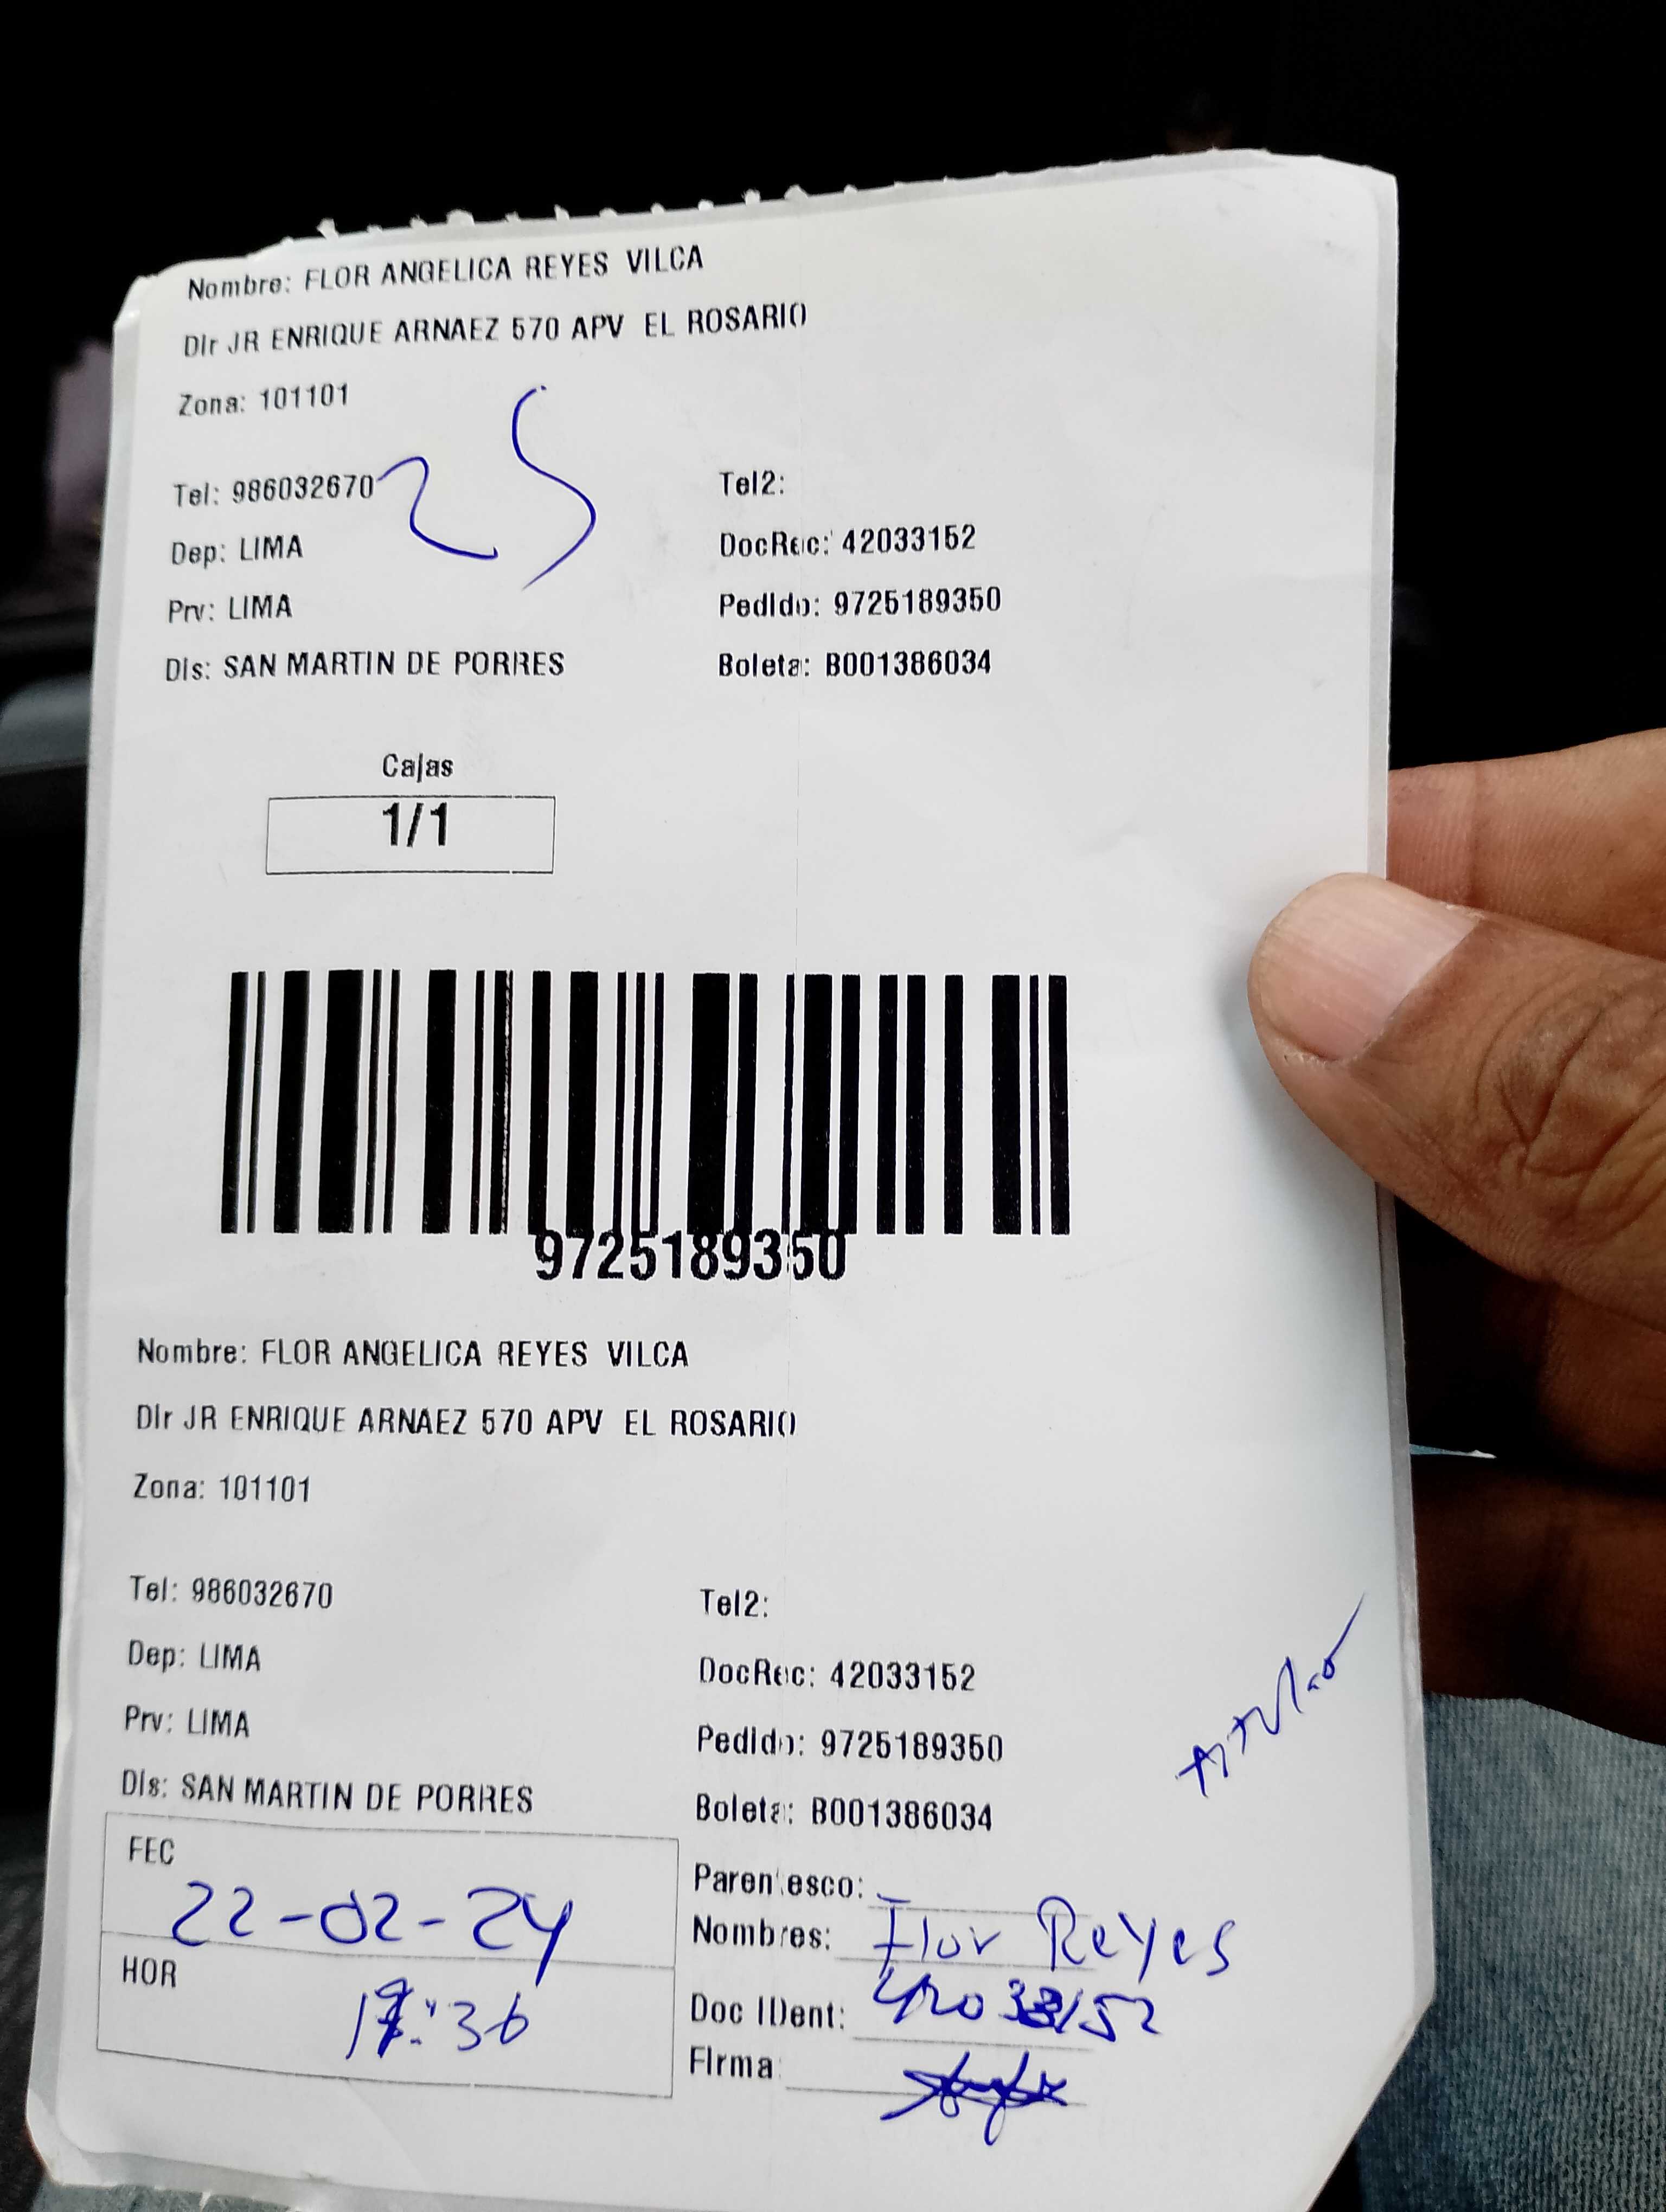 Nombre: FLOR ANGELICA REYES VILCA
Dir JR ENRIQUE ARNAEZ 570 APV EL ROSARIO
Zona: 101101
25
Tel: 986032670 Tel2:
Dep: LIMA DocRec: 42033152
Prv: LIMA Pedido: 9725189350
Dis: SAN MARTIN DE PORRES Boleta: B001386034
Cajas
1/1
9725189350
Nombre: FLOR ANGELICA REYES VILCA
Dir JR ENRIQUE ARNAEZ 570 APV EL ROSARIO
Zona: 101101
Tel: 986032670 Tel2:
Dep: LIMA DocRec: 42033152
Prv: LIMA Pedido: 9725189350
Dis: SAN MARTIN DE PORRES Boleta: B001386034
FEC 22-02-24
HOR
Parentesco:
Nombres: Flor Reyes
Doc IDent: 42033152
Firma